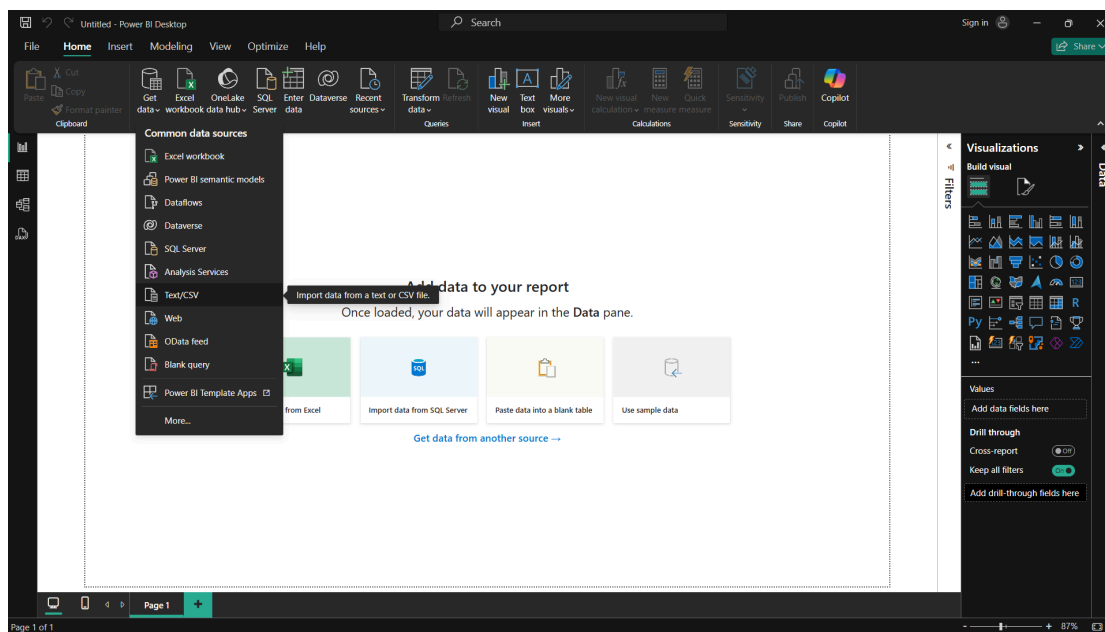 Untitled - Power BI Desktop
Search
Sign in
File Home Insert Modeling View Optimize Help
Share
Paste
Cut
Copy
Format painter
Clipboard
Get data
Excel workbook
OneLake data hub
SQL Server
Enter data
Dataverse
Recent sources
Transform data
Refresh
Queries
New visual
Text box
More visuals
Insert
New visual calculation
New measure
Quick measure
Calculations
Sensitivity
Sensitivity
Publish
Share
Copilot
Copilot
Common data sources
Excel workbook
Power BI semantic models
Dataflows
Dataverse
SQL Server
Analysis Services
Text/CSV
Import data from a text or CSV file.
Web
OData feed
Blank query
Power BI Template Apps
More...
data to your report
Once loaded, your data will appear in the Data pane.
from Excel
SQL
Import data from SQL Server
Paste data into a blank table
Use sample data
Get data from another source →
Filters
Visualizations
Data
Build visual
R
Py
...
Values
Add data fields here
Drill through
Cross-report
Off
Keep all filters
On
Add drill-through fields here
Page 1
Page 1 of 1
87%